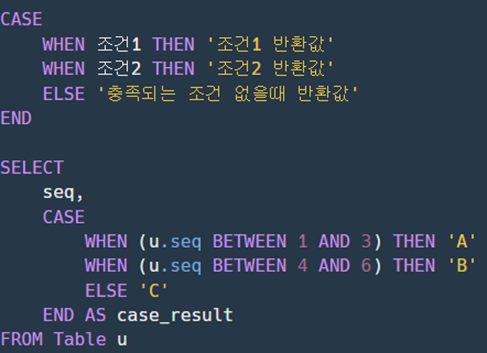 CASE
    WHEN 조건1 THEN '조건1 반환값'
    WHEN 조건2 THEN '조건2 반환값'
    ELSE '충족되는 조건 없을때 반환값'
END

SELECT
    seq,
    CASE
        WHEN (u.seq BETWEEN 1 AND 3) THEN 'A'
        WHEN (u.seq BETWEEN 4 AND 6) THEN 'B'
        ELSE 'C'
    END AS case_result
FROM Table u